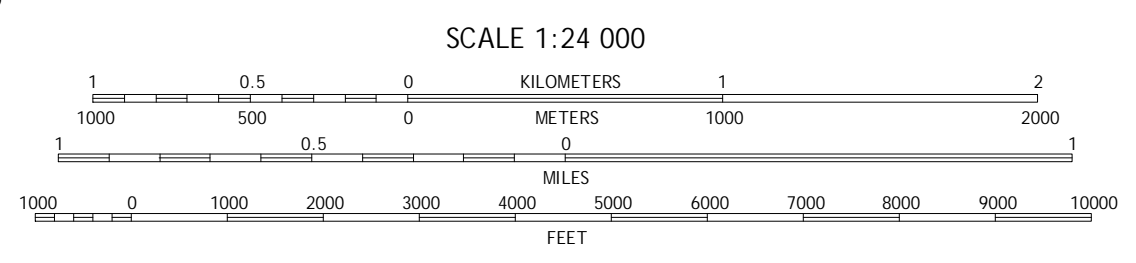 SCALE 1:24 000
1 0.5 0 KILOMETERS 1 2
1000 500 0 METERS 1000 2000
1 0.5 0 1
MILES
1000 0 1000 2000 3000 4000 5000 6000 7000 8000 9000 10000
FEET